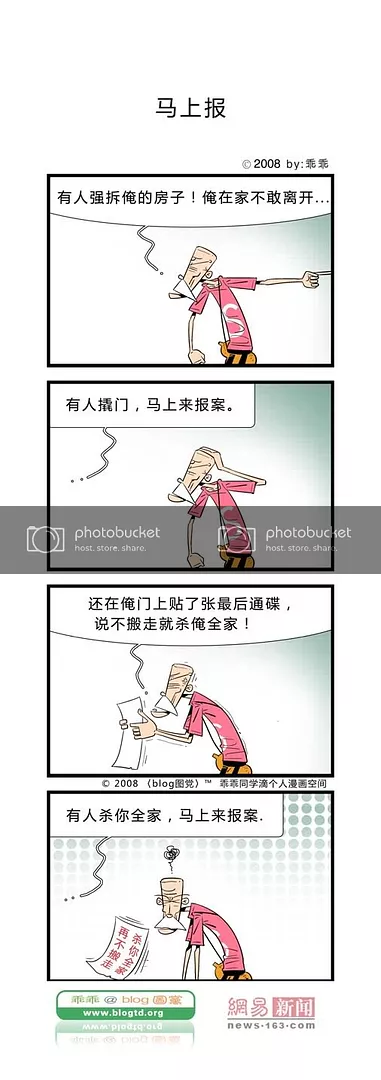 马上报
© 2008 by:乖乖
有人强拆俺的房子！俺在家不敢离开...
有人撬门，马上来报案。
photobucket
host. store. share.
photobucket
host. store. share.
还在俺门上贴了张最后通碟，
说不搬走就杀俺全家！
© 2008 〈blog图党〉™ 乖乖同学滴个人漫画空间
有人杀你全家，马上来报案.
杀你全家
再不搬走
乖乖@blog圖黨
www.blogtd.org
網易新闻
news·163·com